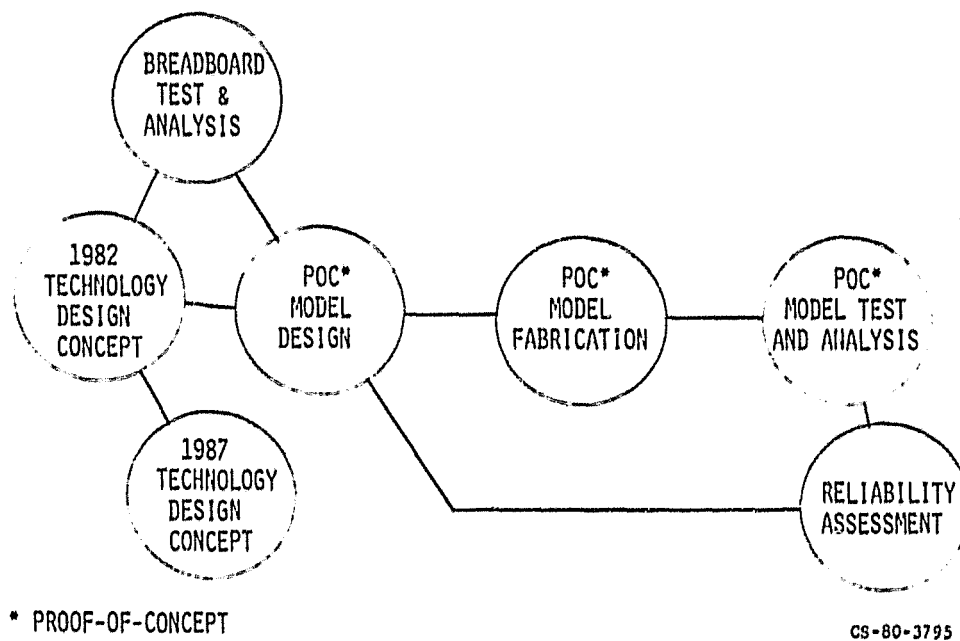 BREADBOARD
TEST &
ANALYSIS
1982
TECHNOLOGY
DESIGN
CONCEPT
POC*
MODEL
DESIGN
POC*
MODEL
FABRICATION
POC*
MODEL TEST
AND ANALYSIS
1987
TECHNOLOGY
DESIGN
CONCEPT
RELIABILITY
ASSESSMENT
* PROOF-OF-CONCEPT
CS-80-3795